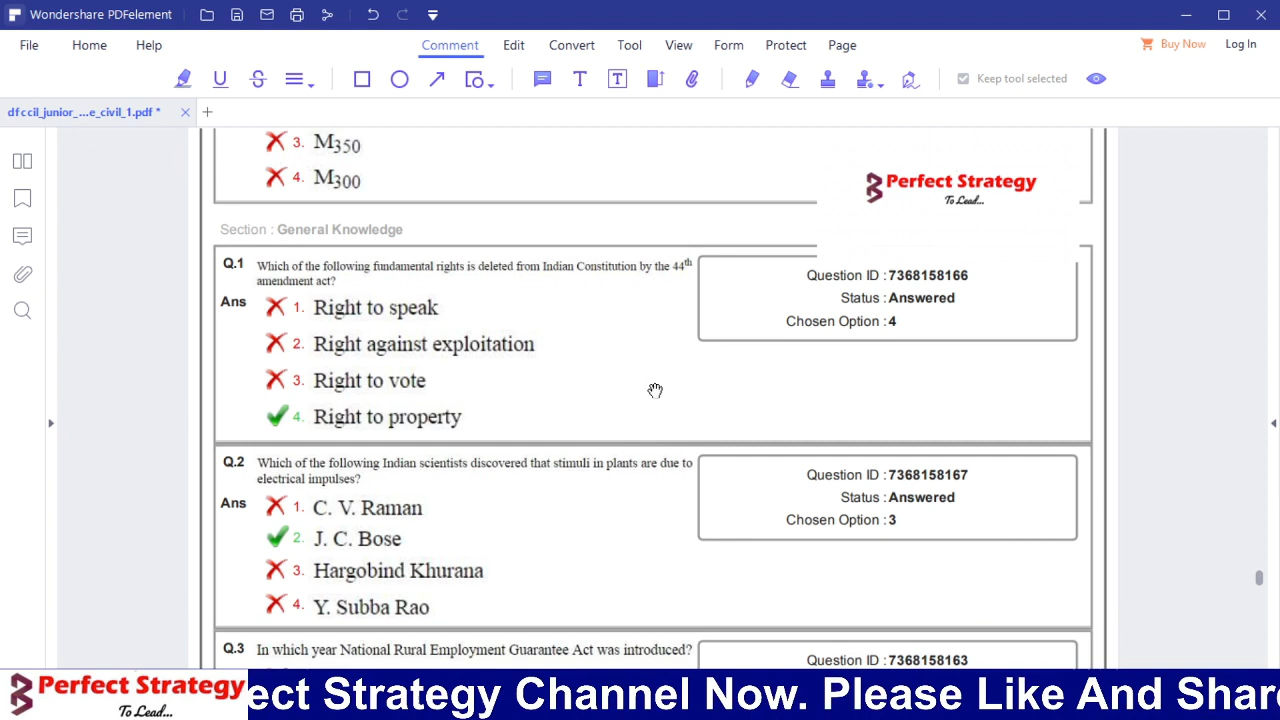 Wondershare PDFelement
File Home Help Comment Edit Convert Tool View Form Protect Page Buy Now Log In
Keep tool selected
dfccil_junior_...e_civil_1.pdf *
3. M350
4. M300
Perfect Strategy
To Lead...
Section : General Knowledge
Q.1 Which of the following fundamental rights is deleted from Indian Constitution by the 44th
amendment act?
Ans 1. Right to speak
2. Right against exploitation
3. Right to vote
4. Right to property
Question ID : 7368158166
Status : Answered
Chosen Option : 4
Q.2 Which of the following Indian scientists discovered that stimuli in plants are due to
electrical impulses?
Ans 1. C. V. Raman
2. J. C. Bose
3. Hargobind Khurana
4. Y. Subba Rao
Question ID : 7368158167
Status : Answered
Chosen Option : 3
Q.3 In which year National Rural Employment Guarantee Act was introduced?
Question ID : 7368158163
Perfect Strategy
To Lead...
ect Strategy Channel Now. Please Like And Shar